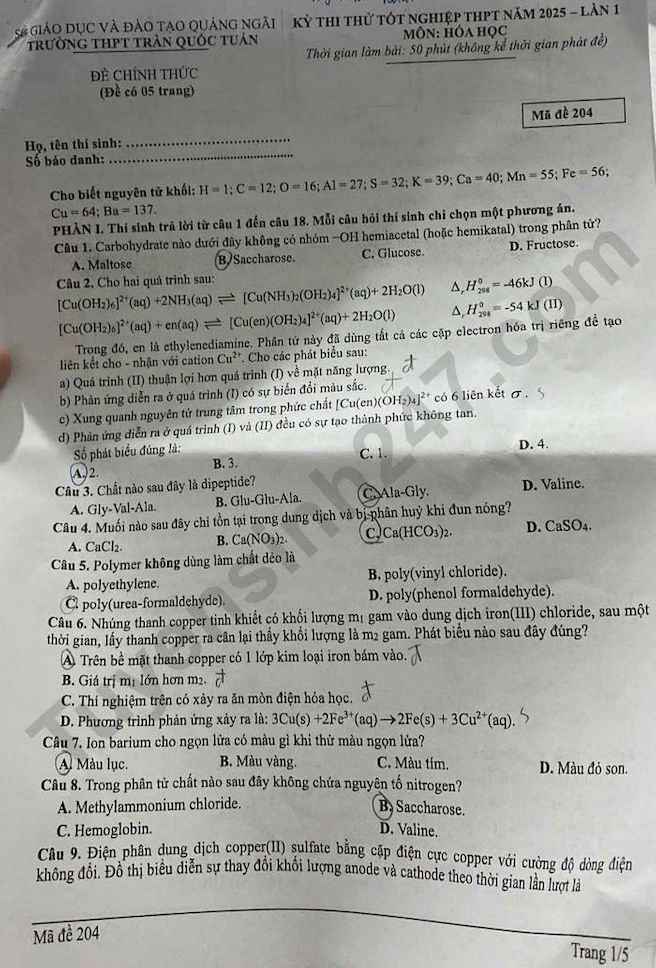 SỞ GIÁO DỤC VÀ ĐÀO TẠO QUẢNG NGÃI
TRƯỜNG THPT TRẦN QUỐC TUẤN
ĐỀ CHÍNH THỨC
(Đề có 05 trang)
KỲ THI THỬ TỐT NGHIỆP THPT NĂM 2025 – LẦN 1
MÔN: HÓA HỌC
Thời gian làm bài: 50 phút (không kể thời gian phát đề)
Mã đề 204
Họ, tên thí sinh: ........................................
Số báo danh: .............................................
Cho biết nguyên tử khối: H = 1; C = 12; O = 16; Al = 27; S = 32; K = 39; Ca = 40; Mn = 55; Fe = 56;
Cu = 64; Ba = 137.
PHẦN I. Thí sinh trả lời từ câu 1 đến câu 18. Mỗi câu hỏi thí sinh chỉ chọn một phương án.
Câu 1. Carbohydrate nào dưới đây không có nhóm –OH hemiacetal (hoặc hemiketal) trong phân tử?
A. Maltose B. Saccharose. C. Glucose. D. Fructose.
Câu 2. Cho hai quá trình sau:
[Cu(OH₂)₆]²⁺(aq) +2NH₃(aq) ⇌ [Cu(NH₃)₂(OH₂)₄]²⁺(aq)+ 2H₂O(l) ΔᵣH⁰₂₉₈ = -46kJ (I)
[Cu(OH₂)₆]²⁺(aq) + en(aq) ⇌ [Cu(en)(OH₂)₄]²⁺(aq)+ 2H₂O(l) ΔᵣH⁰₂₉₈ = -54 kJ (II)
Trong đó, en là ethylenediamine. Phân tử này đã dùng tất cả các cặp electron hóa trị riêng để tạo
liên kết cho - nhận với cation Cu²⁺. Cho các phát biểu sau:
a) Quá trình (II) thuận lợi hơn quá trình (I) về mặt năng lượng. đ
b) Phản ứng diễn ra ở quá trình (I) có sự biến đổi màu sắc. đ
c) Xung quanh nguyên tử trung tâm trong phức chất [Cu(en)(OH₂)₄]²⁺ có 6 liên kết σ. S
d) Phản ứng diễn ra ở quá trình (I) và (II) đều có sự tạo thành phức không tan.
Số phát biểu đúng là:
A. 2. B. 3. C. 1. D. 4.
Câu 3. Chất nào sau đây là dipeptide?
A. Gly-Val-Ala. B. Glu-Glu-Ala. C. Ala-Gly. D. Valine.
Câu 4. Muối nào sau đây chỉ tồn tại trong dung dịch và bị phân huỷ khi đun nóng?
A. CaCl₂. B. Ca(NO₃)₂. C. Ca(HCO₃)₂. D. CaSO₄.
Câu 5. Polymer không dùng làm chất dẻo là
A. polyethylene. B. poly(vinyl chloride).
C. poly(urea-formaldehyde). D. poly(phenol formaldehyde).
Câu 6. Nhúng thanh copper tinh khiết có khối lượng m₁ gam vào dung dịch iron(III) chloride, sau một
thời gian, lấy thanh copper ra cân lại thấy khối lượng là m₂ gam. Phát biểu nào sau đây đúng?
A. Trên bề mặt thanh copper có 1 lớp kim loại iron bám vào. đ
B. Giá trị m₁ lớn hơn m₂. đ
C. Thí nghiệm trên có xảy ra ăn mòn điện hóa học. đ
D. Phương trình phản ứng xảy ra là: 3Cu(s) +2Fe³⁺(aq) → 2Fe(s) + 3Cu²⁺(aq). S
Câu 7. Ion barium cho ngọn lửa có màu gì khi thử màu ngọn lửa?
A. Màu lục. B. Màu vàng. C. Màu tím. D. Màu đỏ son.
Câu 8. Trong phân tử chất nào sau đây không chứa nguyên tố nitrogen?
A. Methylammonium chloride. B. Saccharose.
C. Hemoglobin. D. Valine.
Câu 9. Điện phân dung dịch copper(II) sulfate bằng cặp điện cực copper với cường độ dòng điện
không đổi. Đồ thị biểu diễn sự thay đổi khối lượng anode và cathode theo thời gian lần lượt là
Mã đề 204
Trang 1/5
Tuyensinh247.com